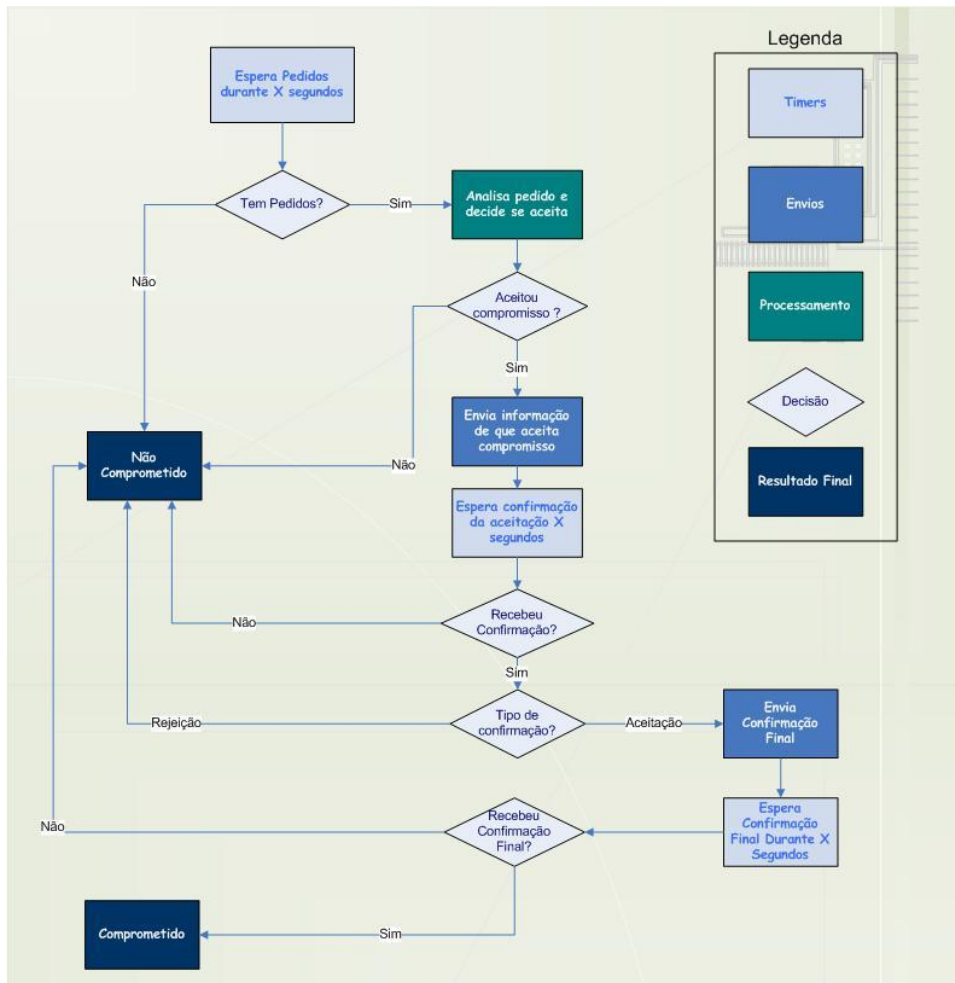 Legenda
Espera Pedidos
durante X segundos
Timers
Tem Pedidos?
Sim
Analisa pedido e
decide se aceita
Envios
Não
Aceitou
compromisso ?
Processamento
Sim
Envia informação
de que aceita
compromisso
Decisão
Não
Comprometido
Não
Resultado Final
Espera confirmação
da aceitação X
segundos
Recebeu
Confirmação?
Não
Sim
Tipo de
confirmação?
Rejeição
Aceitação
Envia
Confirmação
Final
Espera
Confirmação
Final Durante X
Segundos
Recebeu
Confirmação
Final?
Não
Comprometido
Sim